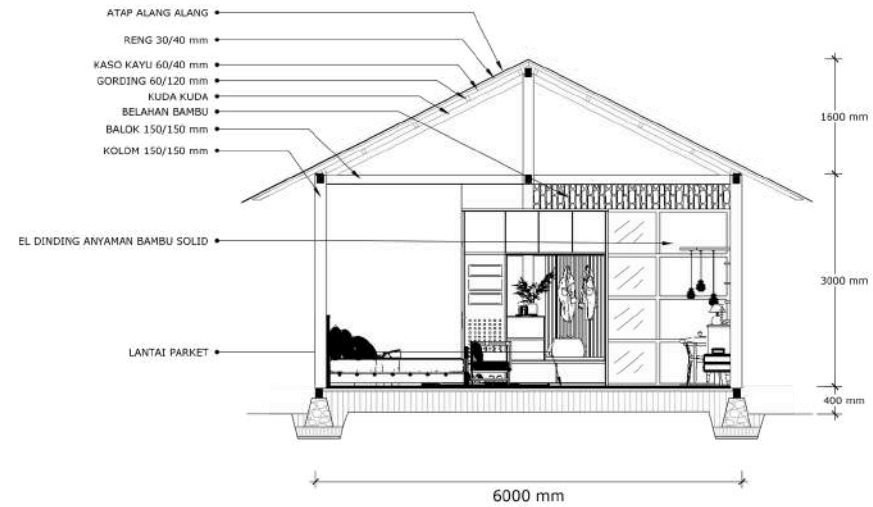 ATAP ALANG ALANG
RENG 30/40 mm
KASO KAYU 60/40 mm
GORDING 60/120 mm
KUDA KUDA
BELAHAN BAMBU
BALOK 150/150 mm
KOLOM 150/150 mm
EL DINDING ANYAMAN BAMBU SOLID
LANTAI PARKET
1600 mm
3000 mm
400 mm
6000 mm